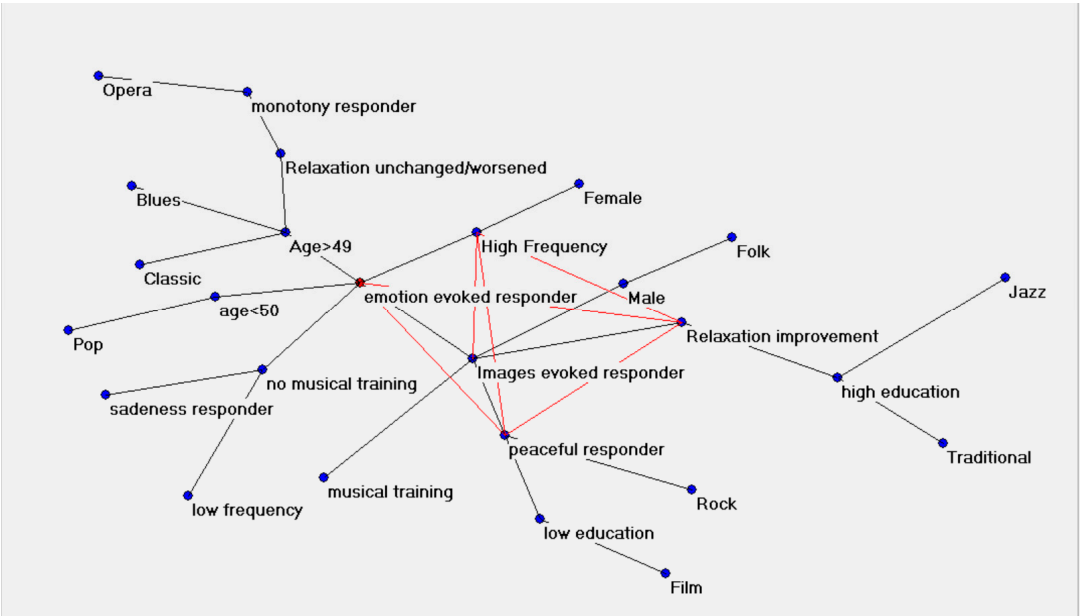 Opera
monotony responder
Relaxation unchanged/worsened
Blues
Female
Age>49
High Frequency
Folk
Classic
emotion evoked responder
Male
Jazz
age<50
Pop
Relaxation improvement
Images evoked responder
no musical training
high education
sadeness responder
peaceful responder
Traditional
musical training
Rock
low frequency
low education
Film